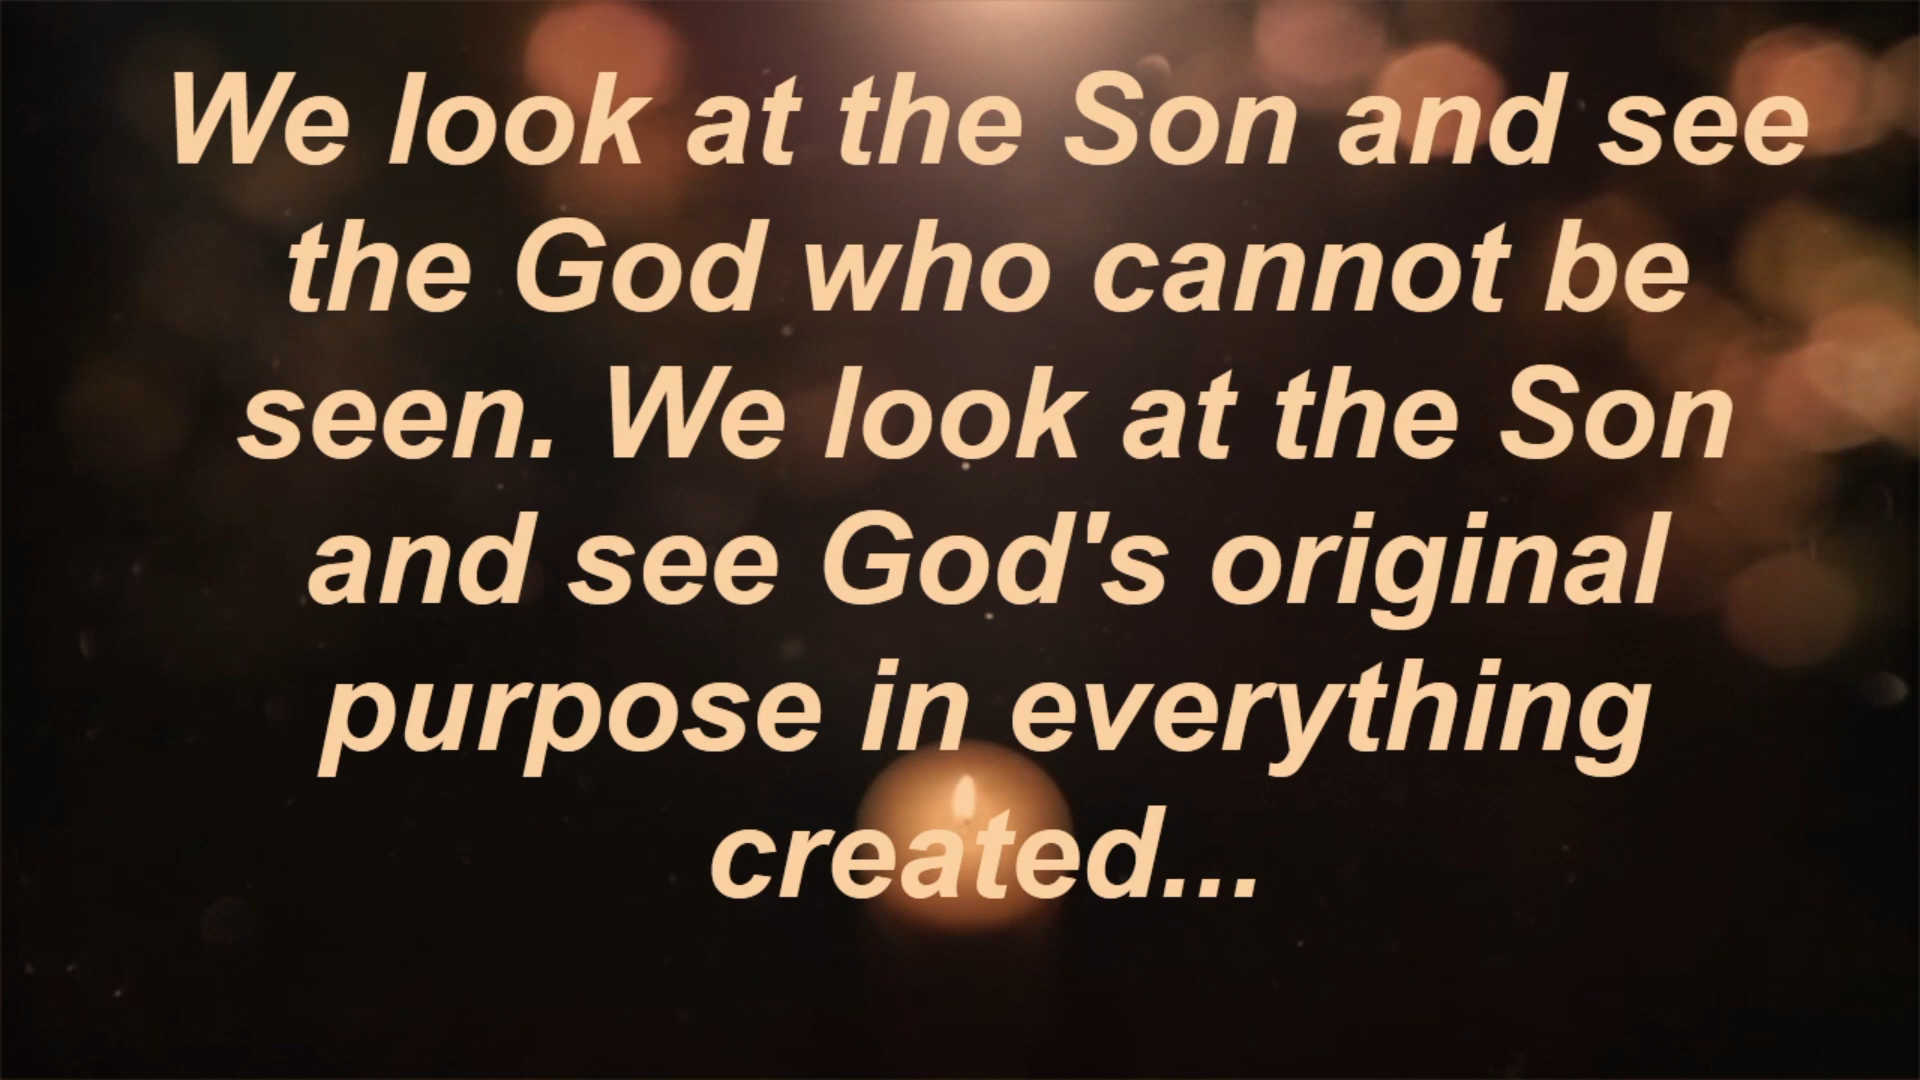 We look at the Son and see
the God who cannot be
seen. We look at the Son
and see God's original
purpose in everything
created...